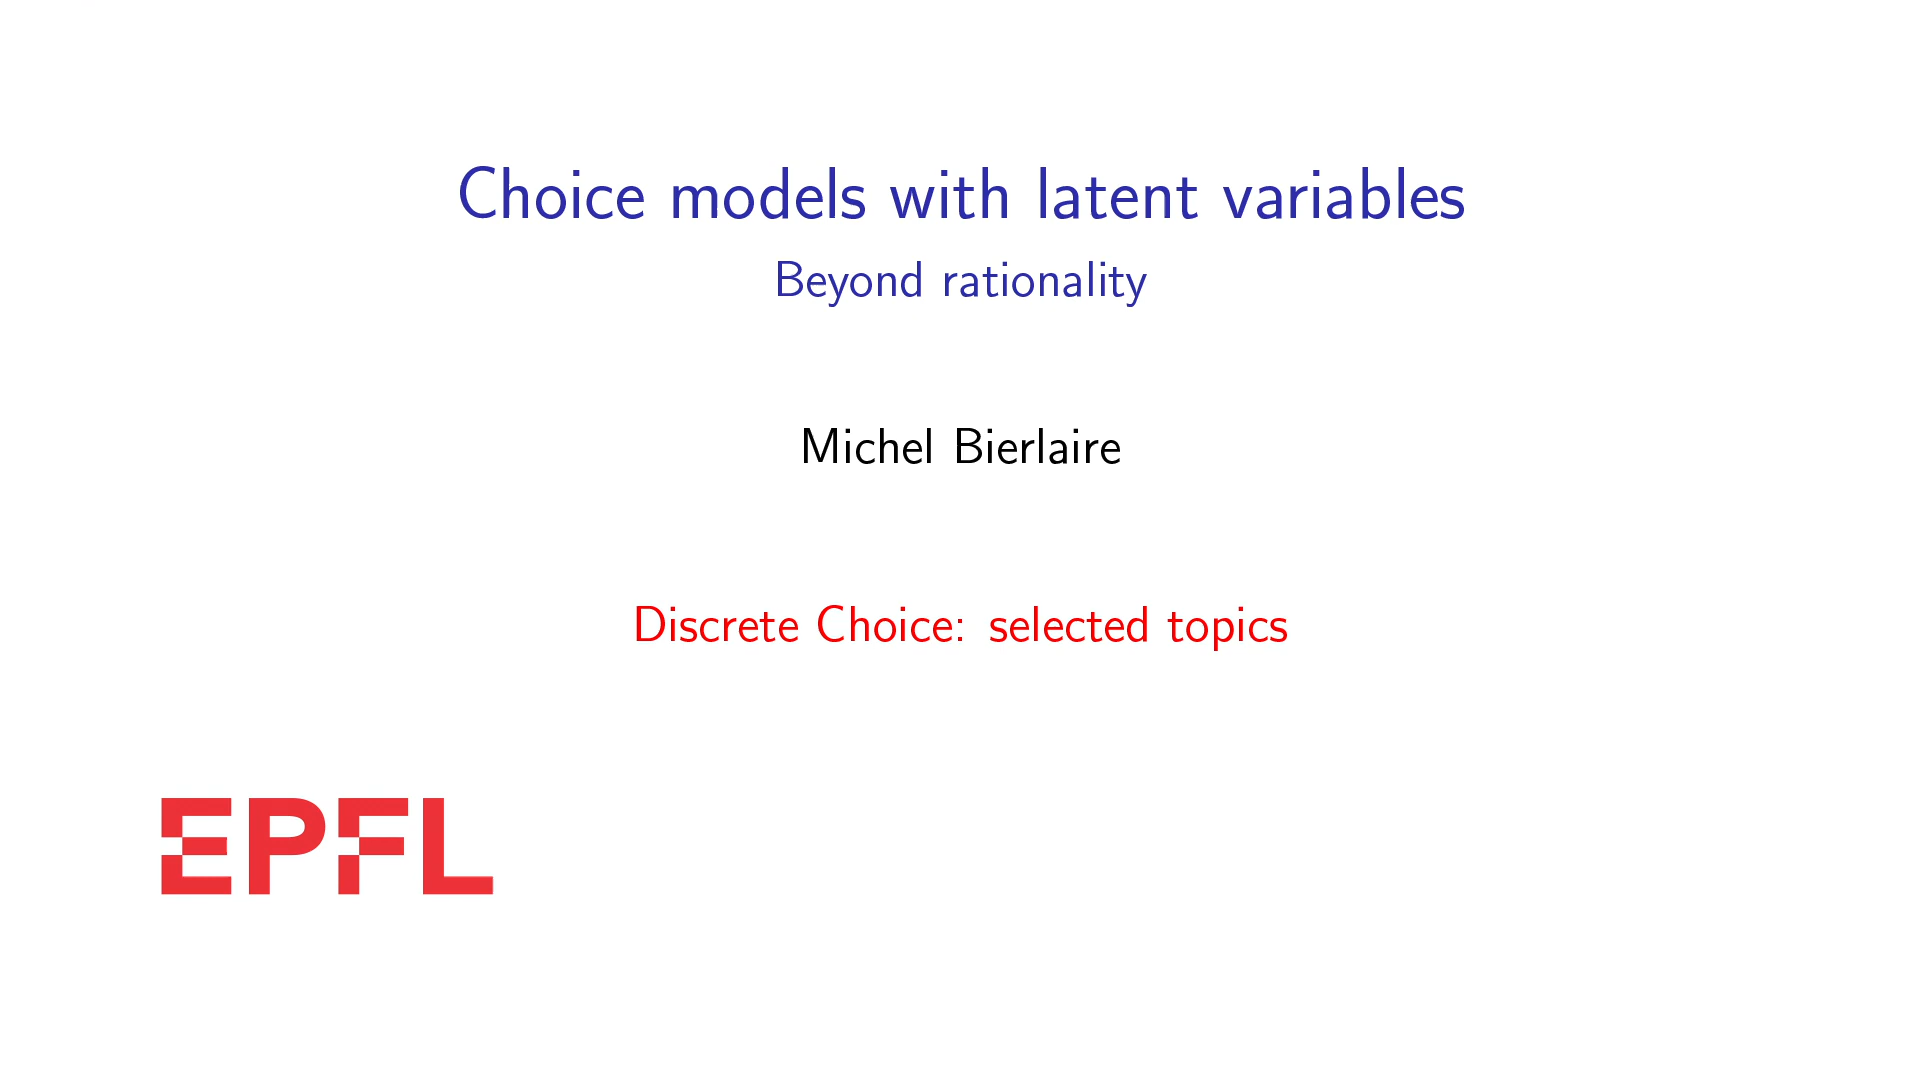 Choice models with latent variables
Beyond rationality
Michel Bierlaire
Discrete Choice: selected topics
EPFL